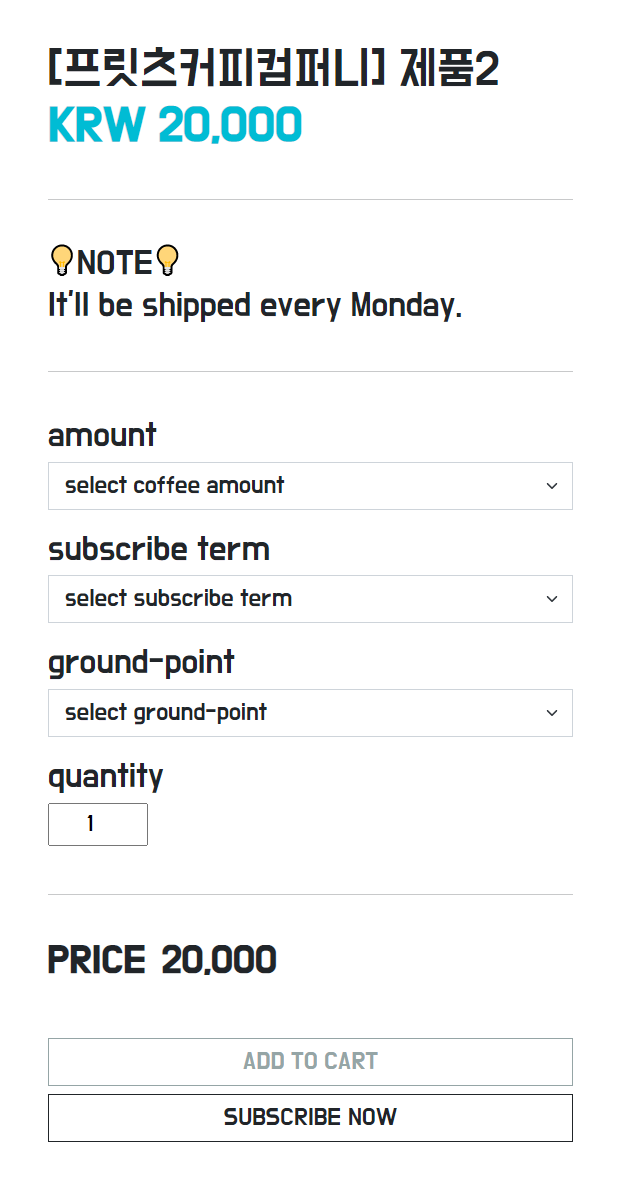 [프릿츠커피컴퍼니] 제품2
KRW 20,000
💡NOTE💡
It'll be shipped every Monday.
amount
select coffee amount
subscribe term
select subscribe term
ground-point
select ground-point
quantity
1
PRICE 20,000
ADD TO CART
SUBSCRIBE NOW